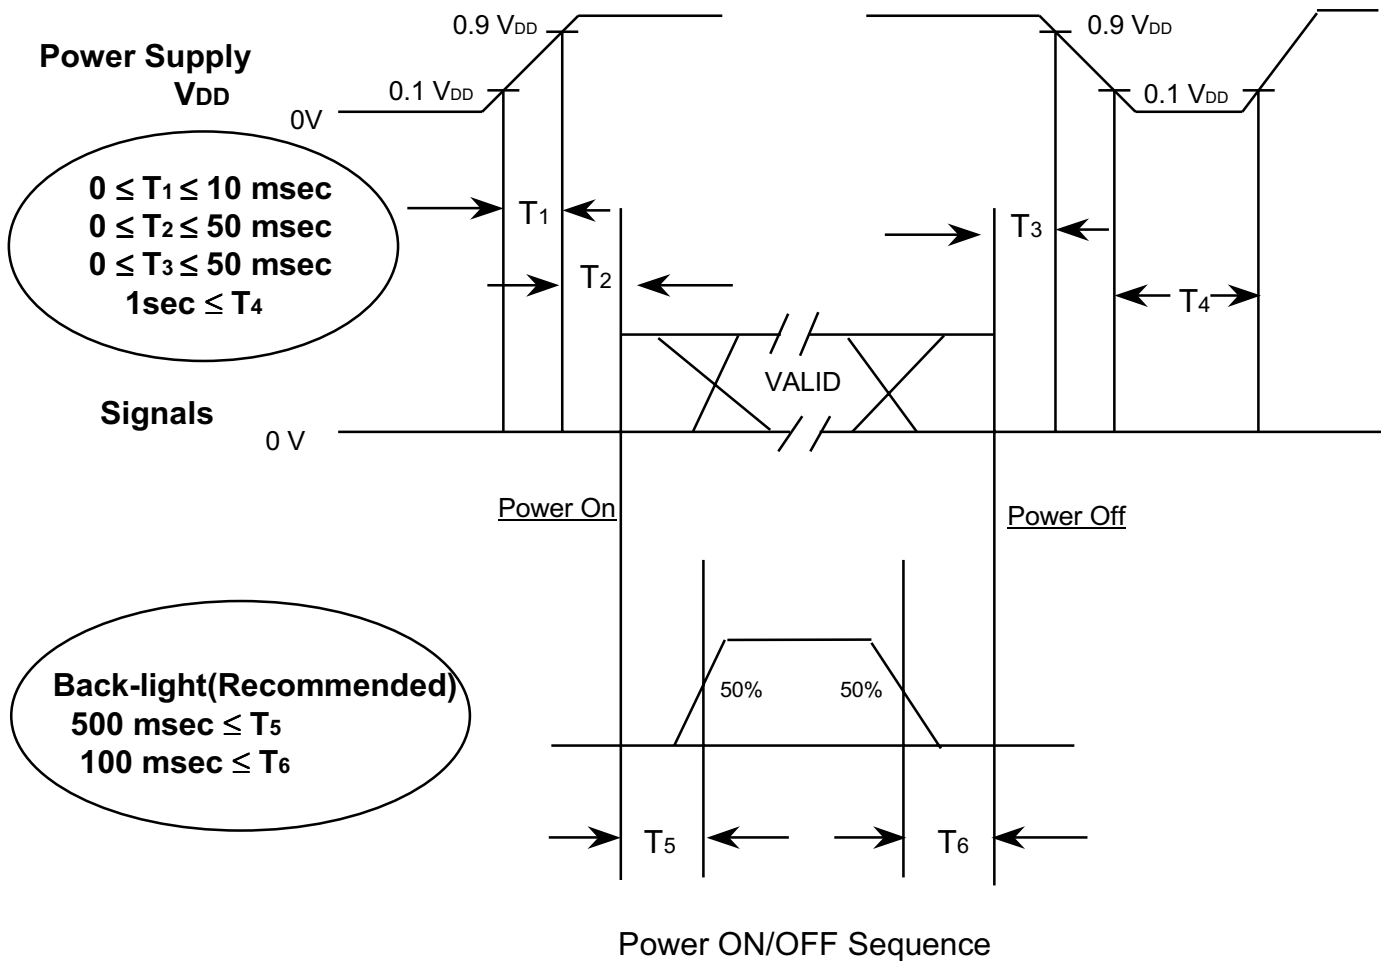 0.9 VDD
0.9 VDD
Power Supply
VDD
0.1 VDD
0.1 VDD
0V
0 ≤ T1 ≤ 10 msec
0 ≤ T2 ≤ 50 msec
0 ≤ T3 ≤ 50 msec
1sec ≤ T4
T1
T3
T2
T4
VALID
Signals
0 V
Power On
Power Off
Back-light(Recommended)
500 msec ≤ T5
100 msec ≤ T6
50%
50%
T5
T6
Power ON/OFF Sequence